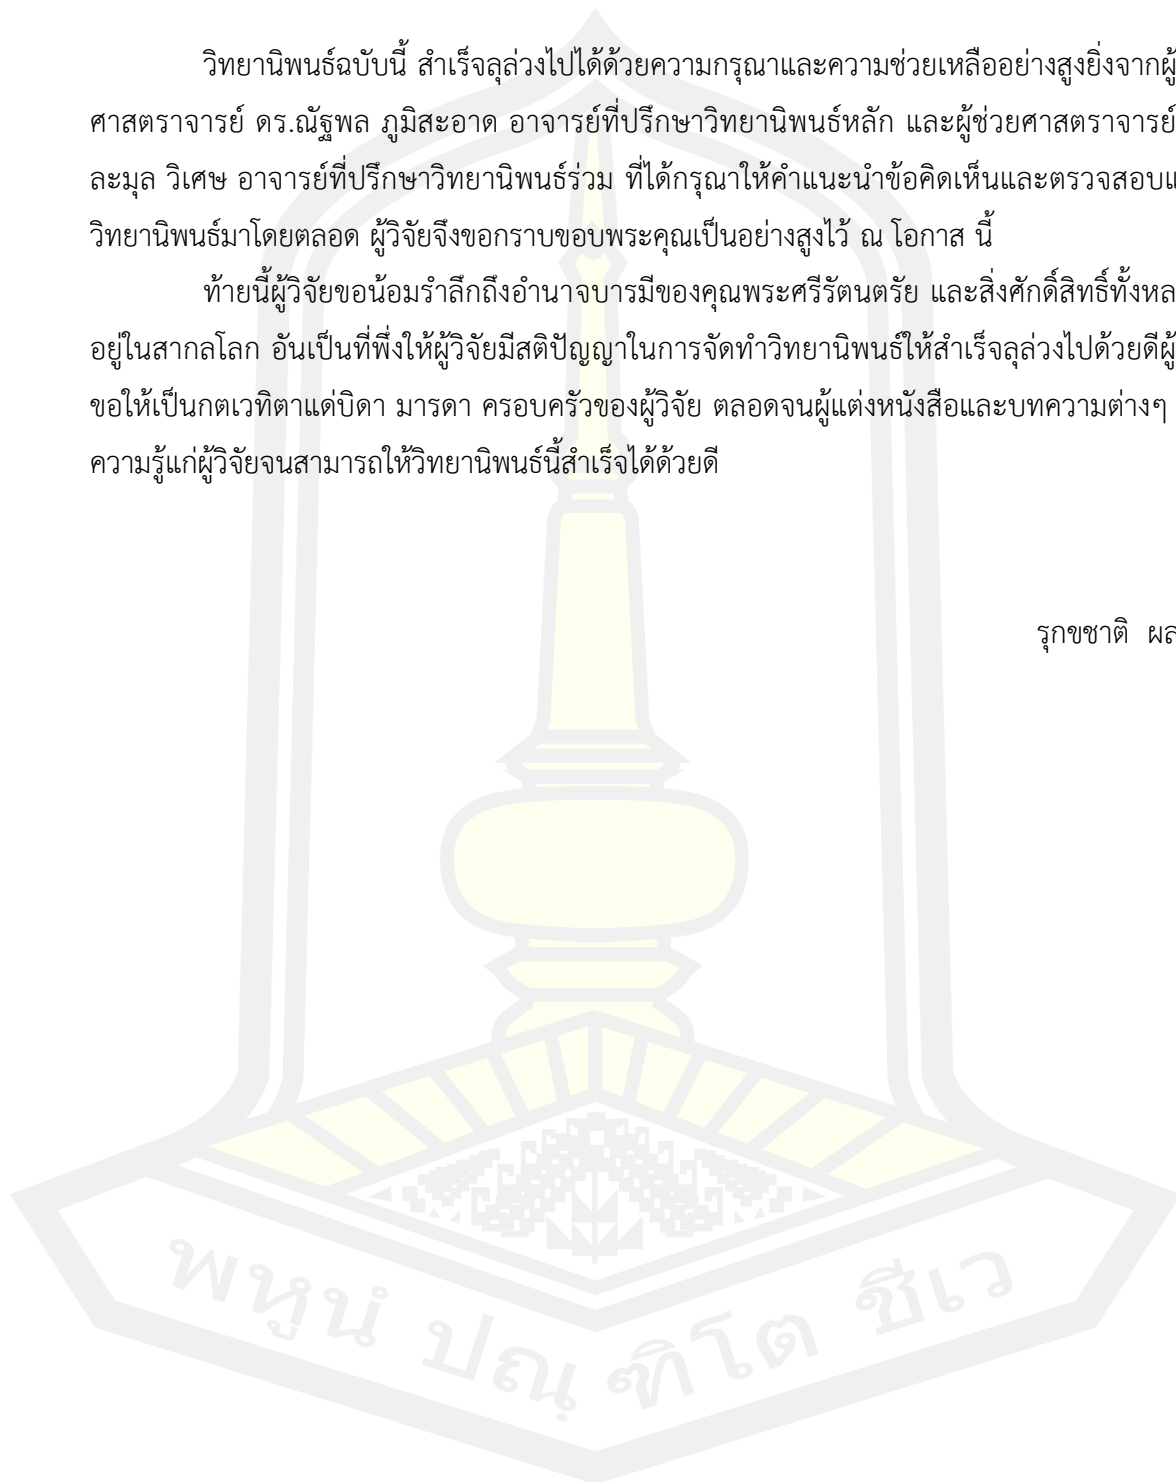 วิทยานิพนธ์ฉบับนี้ สำเร็จลุล่วงไปได้ด้วยความกรุณาและความช่วยเหลืออย่างสูงยิ่งจากผู้
ศาสตราจารย์ ดร.ณัฐพล ภูมิสะอาด อาจารย์ที่ปรึกษาวิทยานิพนธ์หลัก และผู้ช่วยศาสตราจารย์
ละมุล วิเศษ อาจารย์ที่ปรึกษาวิทยานิพนธ์ร่วม ที่ได้กรุณาให้คำแนะนำข้อคิดเห็นและตรวจสอบแ
วิทยานิพนธ์มาโดยตลอด ผู้วิจัยจึงขอกราบขอบพระคุณเป็นอย่างสูงไว้ ณ โอกาส นี้
ท้ายนี้ผู้วิจัยขอน้อมรำลึกถึงอำนาจบารมีของคุณพระศรีรัตนตรัย และสิ่งศักดิ์สิทธิ์ทั้งหล
อยู่ในสากลโลก อันเป็นที่พึ่งให้ผู้วิจัยมีสติปัญญาในการจัดทำวิทยานิพนธ์ให้สำเร็จลุล่วงไปด้วยดีผู้
ขอให้เป็นกตเวทิตาแด่บิดา มารดา ครอบครัวของผู้วิจัย ตลอดจนผู้แต่งหนังสือและบทความต่างๆ
ความรู้แก่ผู้วิจัยจนสามารถให้วิทยานิพนธ์นี้สำเร็จได้ด้วยดี
รุกขชาติ ผล
พหูนํ ปณฺฑิโต ชีเว